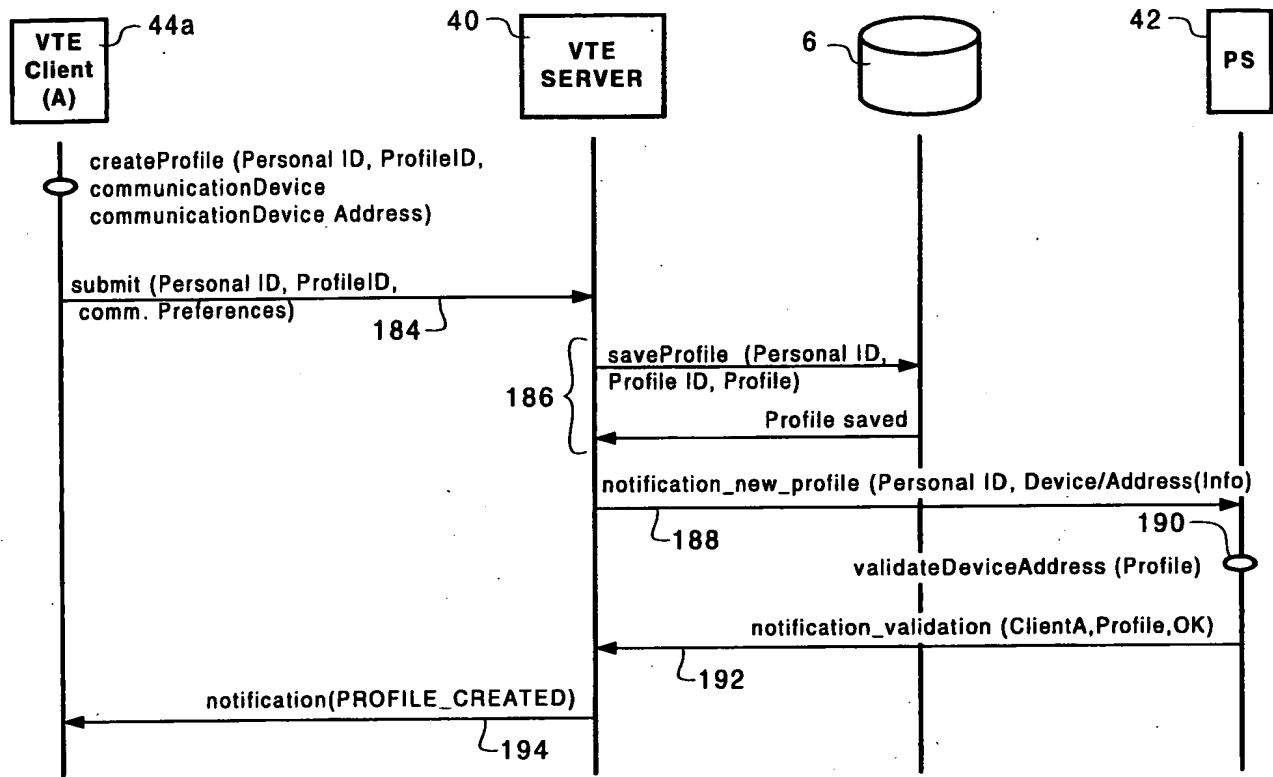 44a
40
6
42
VTE
Client
(A)
VTE
SERVER
PS
createProfile (Personal ID, ProfileID,
communicationDevice
communicationDevice Address)
submit (Personal ID, ProfileID,
comm. Preferences)
184
saveProfile (Personal ID,
Profile ID, Profile)
186
Profile saved
notification_new_profile (Personal ID, Device/Address(Info)
188
190
validateDeviceAddress (Profile)
notification_validation (ClientA,Profile,OK)
192
notification(PROFILE_CREATED)
194